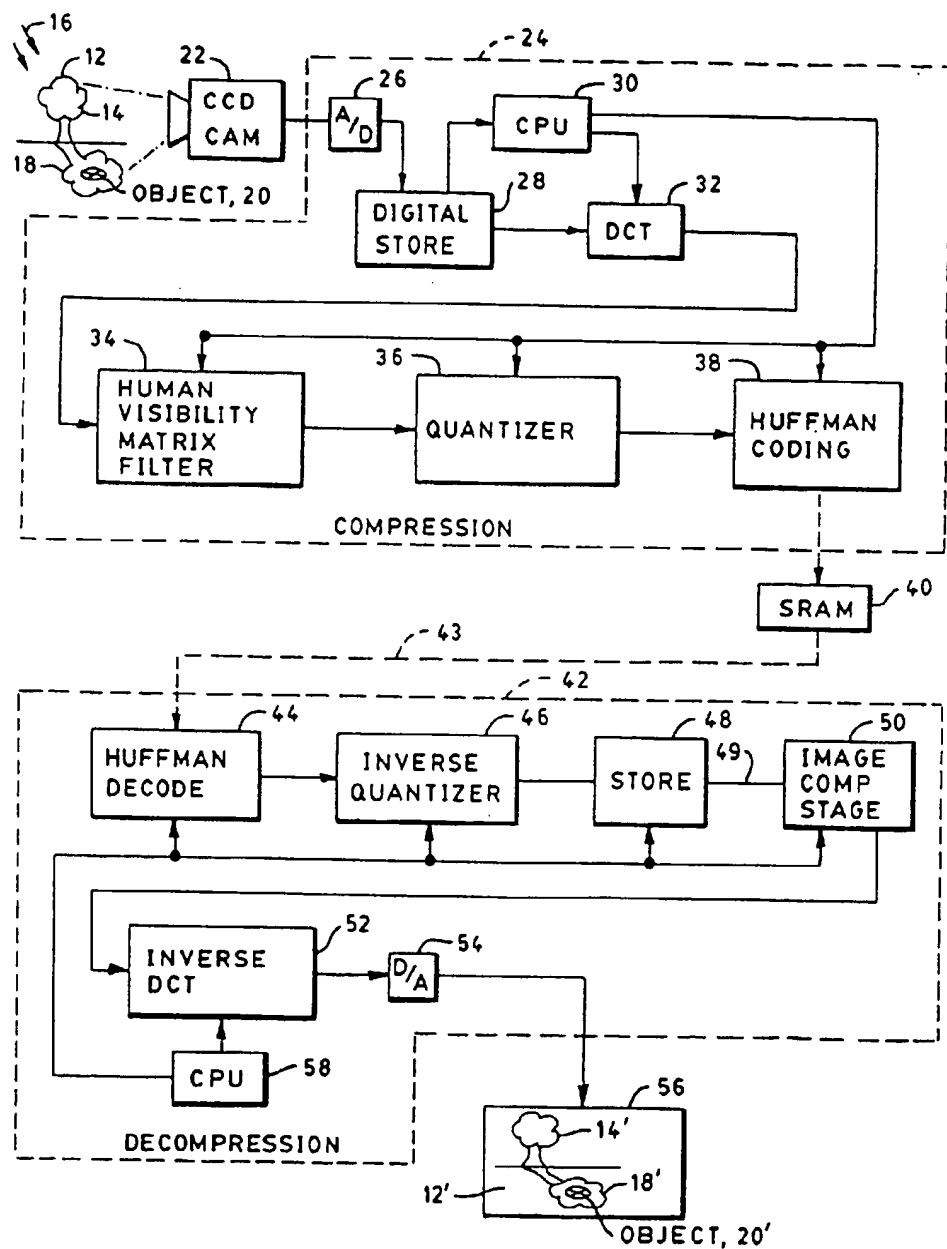 16
12
14
18
OBJECT, 20
22
CCD
CAM
24
26
A/D
30
CPU
28
DIGITAL
STORE
32
DCT
34
HUMAN
VISIBILITY
MATRIX
FILTER
36
QUANTIZER
38
HUFFMAN
CODING
COMPRESSION
SRAM
40
43
42
44
HUFFMAN
DECODE
46
INVERSE
QUANTIZER
48
STORE
49
50
IMAGE
COMP
STAGE
52
INVERSE
DCT
54
D/A
CPU
58
DECOMPRESSION
56
14'
12'
18'
OBJECT, 20'